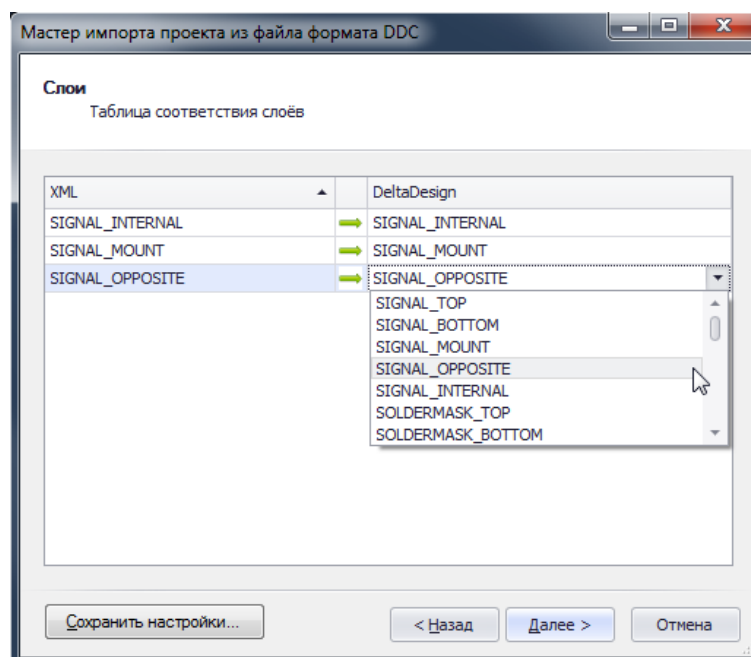 Мастер импорта проекта из файла формата DDC
Слои
Таблица соответствия слоёв
XML DeltaDesign
SIGNAL_INTERNAL SIGNAL_INTERNAL
SIGNAL_MOUNT SIGNAL_MOUNT
SIGNAL_OPPOSITE SIGNAL_OPPOSITE
SIGNAL_TOP
SIGNAL_BOTTOM
SIGNAL_MOUNT
SIGNAL_OPPOSITE
SIGNAL_INTERNAL
SOLDERMASK_TOP
SOLDERMASK_BOTTOM
Сохранить настройки... < Назад Далее > Отмена